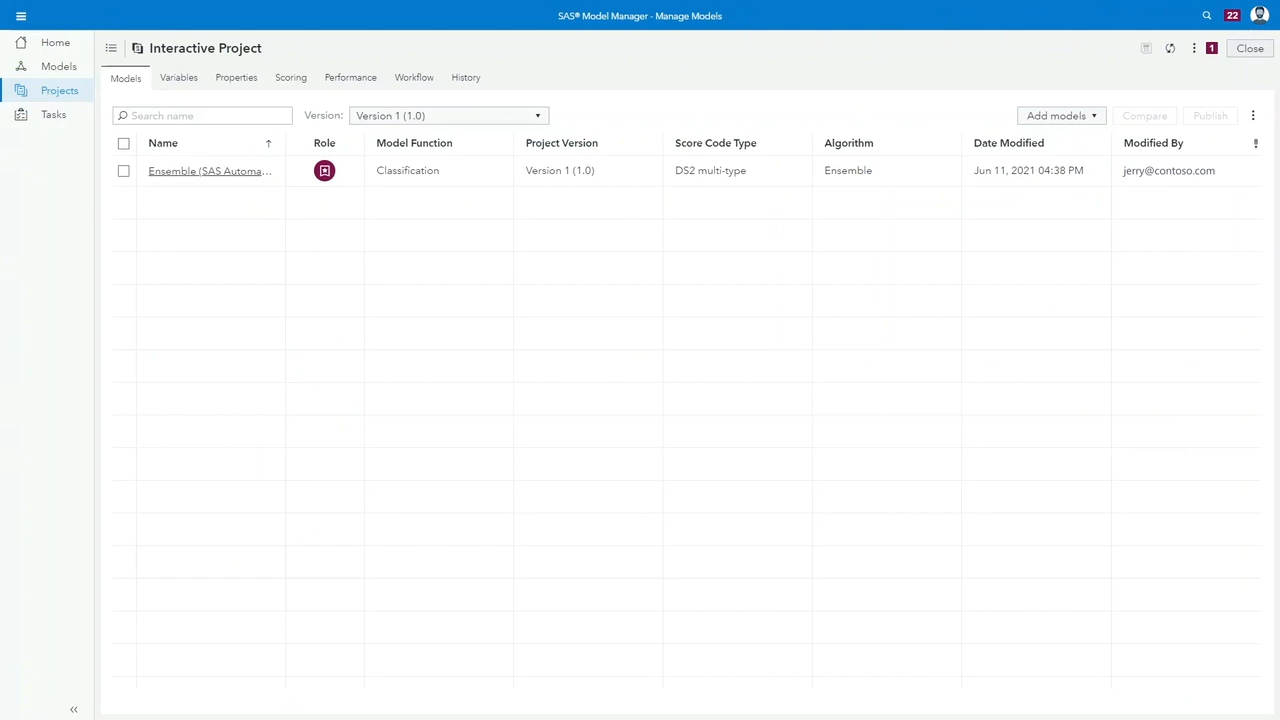 SAS® Model Manager - Manage Models
22
Home
Models
Projects
Tasks
Interactive Project
1
Close
Models
Variables
Properties
Scoring
Performance
Workflow
History
Search name
Version:
Version 1 (1.0)
Add models
Compare
Publish
Name
Role
Model Function
Project Version
Score Code Type
Algorithm
Date Modified
Modified By
Ensemble (SAS Automa...
Classification
Version 1 (1.0)
DS2 multi-type
Ensemble
Jun 11, 2021 04:38 PM
jerry@contoso.com